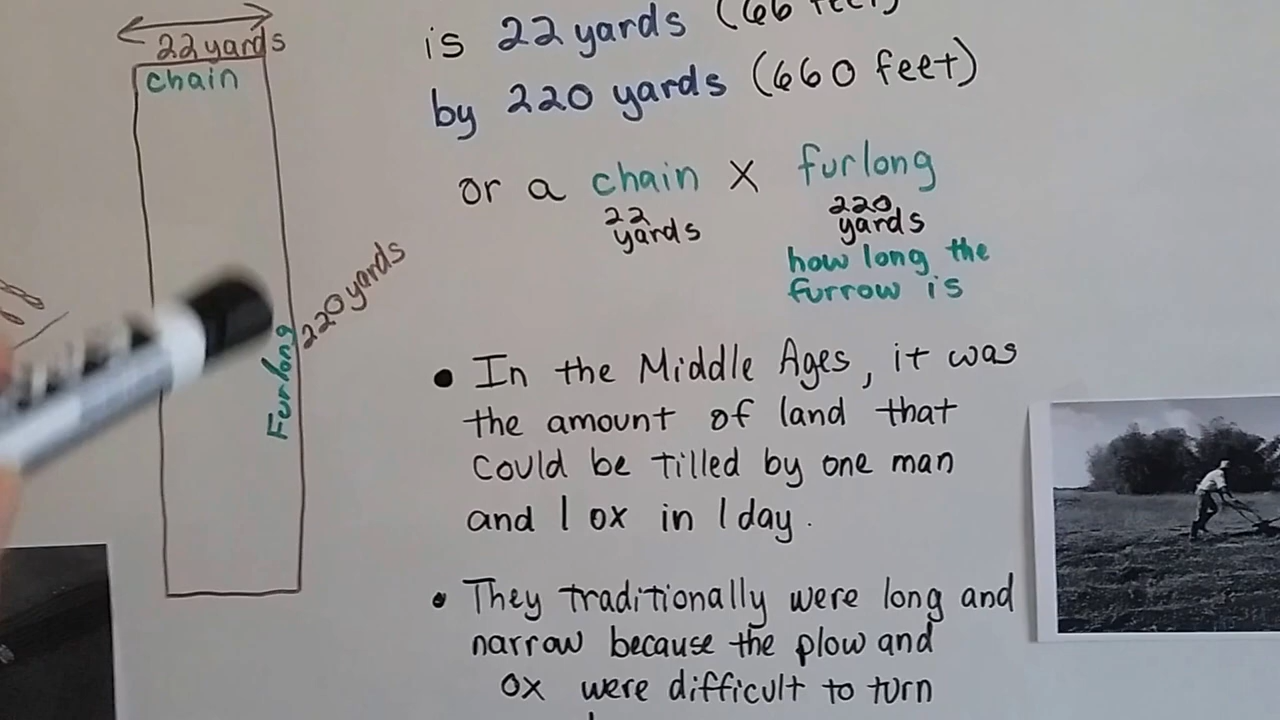 22 yards
chain
220 yards
Furlong
is 22 yards (66 feet)
by 220 yards (660 feet)
or a chain X furlong
22 yards
220 yards
how long the
furrow is
• In the Middle Ages, it was
the amount of land that
could be tilled by one man
and 1 ox in 1 day.
• They traditionally were long and
narrow because the plow and
ox were difficult to turn